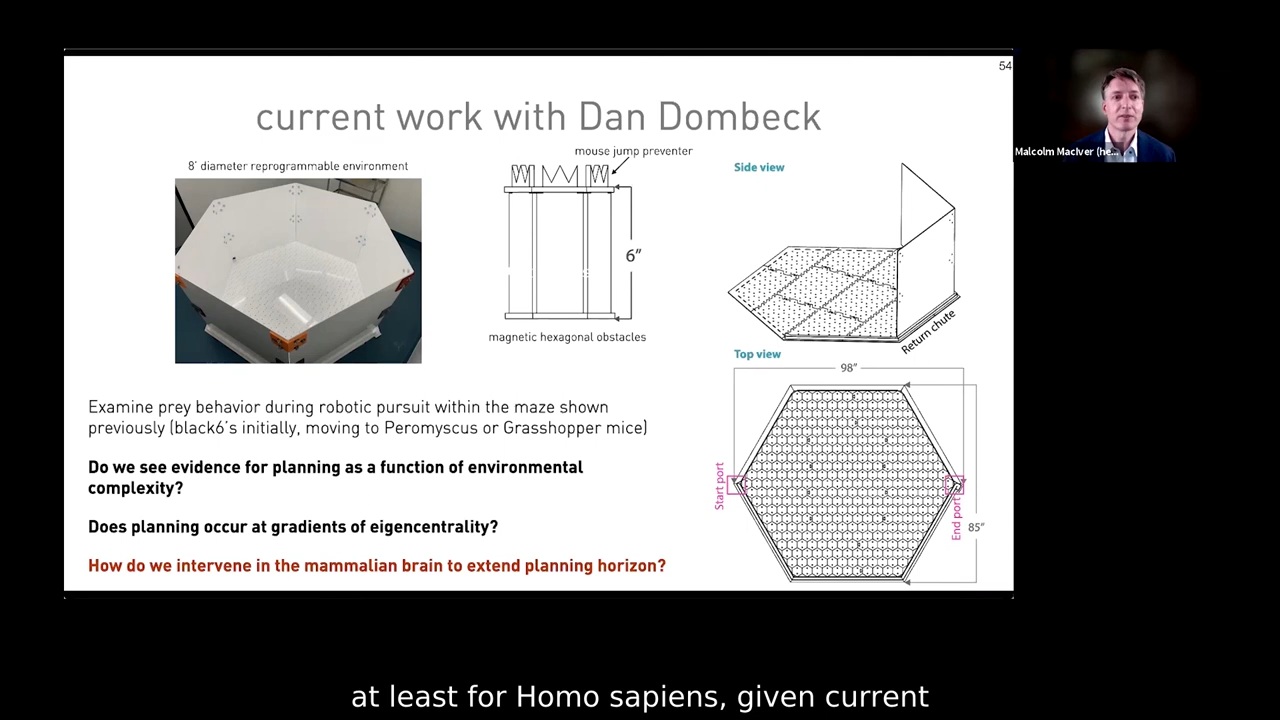 54
current work with Dan Dombeck
8' diameter reprogrammable environment
mouse jump preventer
6"
magnetic hexagonal obstacles
Side view
Return chute
Top view
98"
Start port
End port
85"
Examine prey behavior during robotic pursuit within the maze shown
previously (black6's initially, moving to Peromyscus or Grasshopper mice)
Do we see evidence for planning as a function of environmental
complexity?
Does planning occur at gradients of eigencentrality?
How do we intervene in the mammalian brain to extend planning horizon?
Malcolm MacIver (he...
at least for Homo sapiens, given current